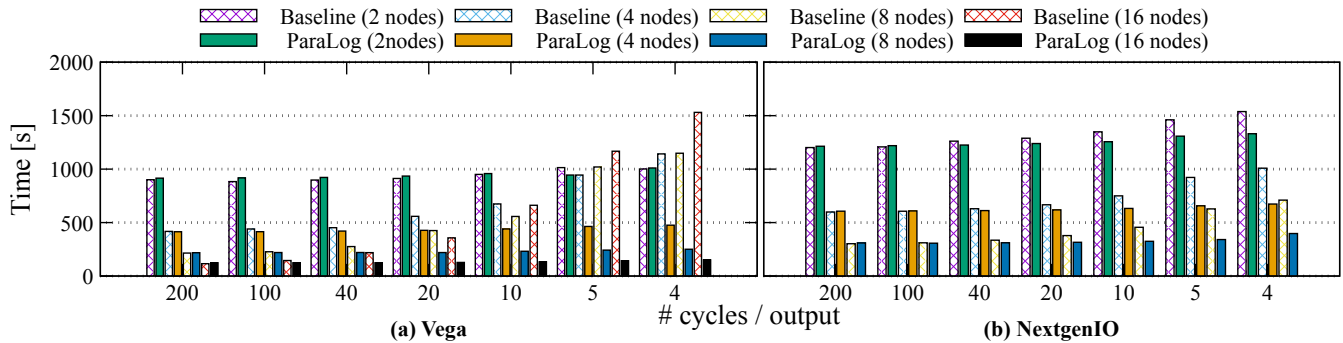 Baseline (2 nodes) Baseline (4 nodes) Baseline (8 nodes) Baseline (16 nodes)
ParaLog (2nodes) ParaLog (4 nodes) ParaLog (8 nodes) ParaLog (16 nodes)
Time [s]
2000
1500
1000
500
0
200 100 40 20 10 5 4
200 100 40 20 10 5 4
# cycles / output
(a) Vega
(b) NextgenIO